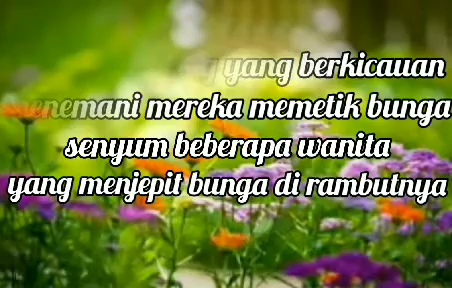 yang berkicauan
menemani mereka memetik bunga
senyum beberapa wanita
yang menjepit bunga di rambutnya